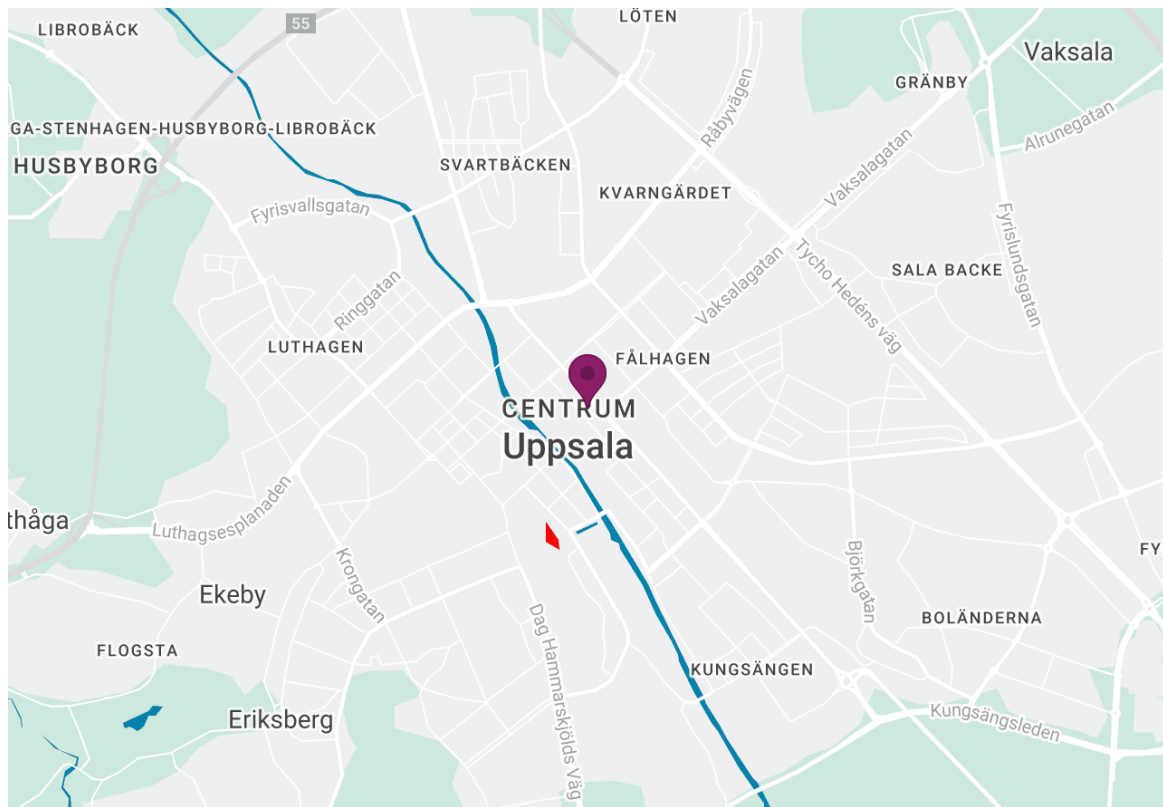 LÖTEN
55
LIBROBÄCK
Vaksala
GRÄNBY
Råbyvägen
Alrunegatan
GA-STENHAGEN-HUSBYBORG-LIBROBÄCK
HUSBYBORG
SVARTBÄCKEN
KVARNGÄRDET
Vaksalagatan
Fyrisvallsgatan
Fyrislundsgatan
SALA BACKE
Tycho Hedéns väg
Vaksalagatan
Ringgatan
LUTHAGEN
FÅLHAGEN
CENTRUM
Uppsala
Luthagsesplanaden
thåga
FY
Krongatan
Björkgatan
Ekeby
BOLÄNDERNA
Dag Hammarskjölds Väg
FLOGSTA
KUNGSÄNGEN
Eriksberg
Kungsängsleden